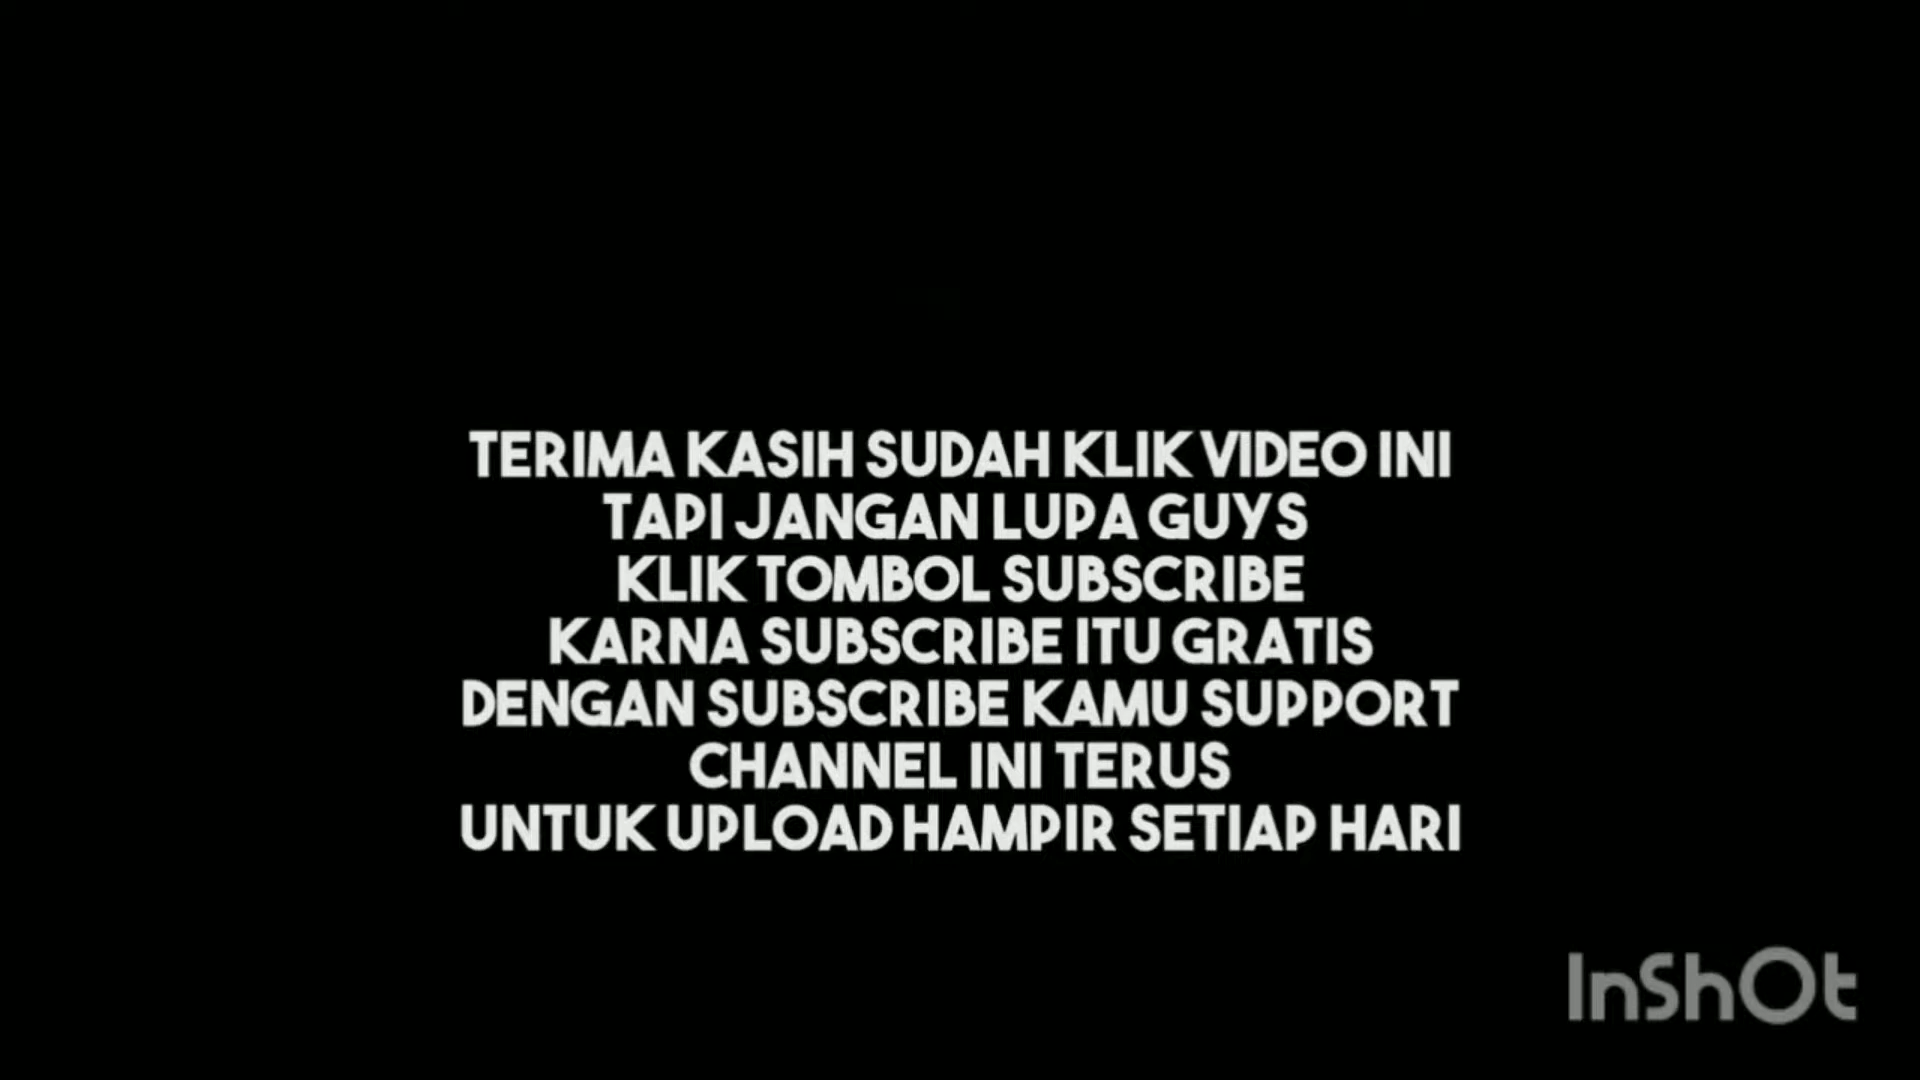 TERIMA KASIH SUDAH KLIK VIDEO INI
TAPI JANGAN LUPA GUYS
KLIK TOMBOL SUBSCRIBE
KARNA SUBSCRIBE ITU GRATIS
DENGAN SUBSCRIBE KAMU SUPPORT
CHANNEL INI TERUS
UNTUK UPLOAD HAMPIR SETIAP HARI
InShOt